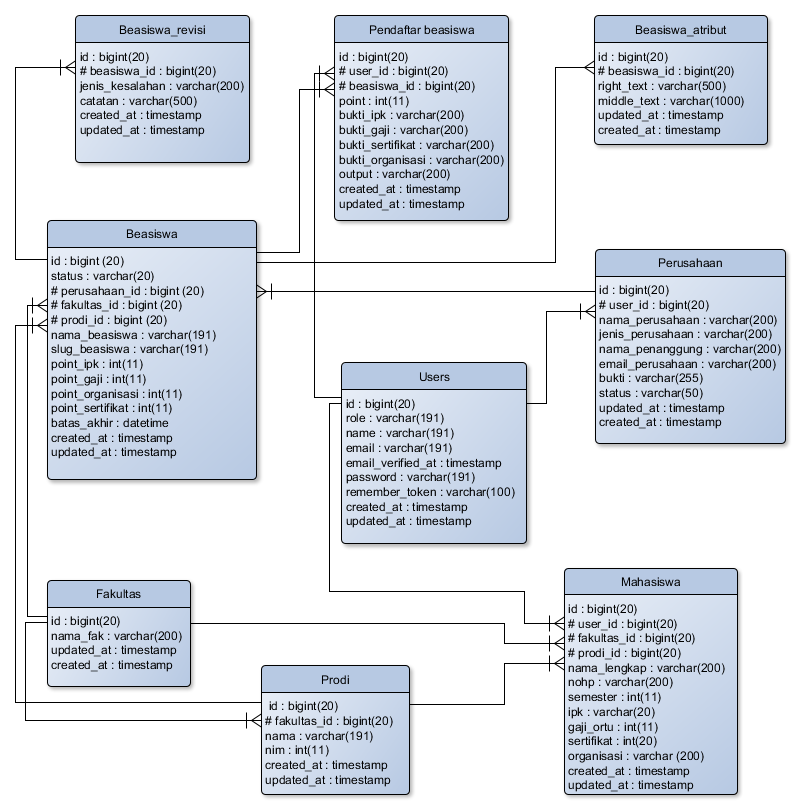 Beasiswa_revisi
id : bigint(20)
# beasiswa_id : bigint(20)
jenis_kesalahan : varchar(200)
catatan : varchar(500)
created_at : timestamp
updated_at : timestamp
Pendaftar beasiswa
id : bigint(20)
# user_id : bigint(20)
# beasiswa_id : bigint(20)
point : int(11)
bukti_ipk : varchar(200)
bukti_gaji : varchar(200)
bukti_sertifikat : varchar(200)
bukti_organisasi : varchar(200)
output : varchar(200)
created_at : timestamp
updated_at : timestamp
Beasiswa_atribut
id : bigint(20)
# beasiswa_id : bigint(20)
right_text : varchar(500)
middle_text : varchar(1000)
updated_at : timestamp
created_at : timestamp
Beasiswa
id : bigint (20)
status : varchar(20)
# perusahaan_id : bigint (20)
# fakultas_id : bigint (20)
# prodi_id : bigint (20)
nama_beasiswa : varchar(191)
slug_beasiswa : varchar(191)
point_ipk : int(11)
point_gaji : int(11)
point_organisasi : int(11)
point_sertifikat : int(11)
batas_akhir : datetime
created_at : timestamp
updated_at : timestamp
Perusahaan
id : bigint(20)
# user_id : bigint(20)
nama_perusahaan : varchar(200)
jenis_perusahaan : varchar(200)
nama_penanggung : varchar(200)
email_perusahaan : varchar(200)
bukti : varchar(255)
status : varchar(50)
updated_at : timestamp
created_at : timestamp
Users
id : bigint(20)
role : varchar(191)
name : varchar(191)
email : varchar(191)
email_verified_at : timestamp
password : varchar(191)
remember_token : varchar(100)
created_at : timestamp
updated_at : timestamp
Fakultas
id : bigint(20)
nama_fak : varchar(200)
updated_at : timestamp
created_at : timestamp
Prodi
id : bigint(20)
# fakultas_id : bigint(20)
nama : varchar(191)
nim : int(11)
created_at : timestamp
updated_at : timestamp
Mahasiswa
id : bigint(20)
# user_id : bigint(20)
# fakultas_id : bigint(20)
# prodi_id : bigint(20)
nama_lengkap : varchar(200)
nohp : varchar(200)
semester : int(11)
ipk : varchar(20)
gaji_ortu : int(11)
sertifikat : int(20)
organisasi : varchar (200)
created_at : timestamp
updated_at : timestamp